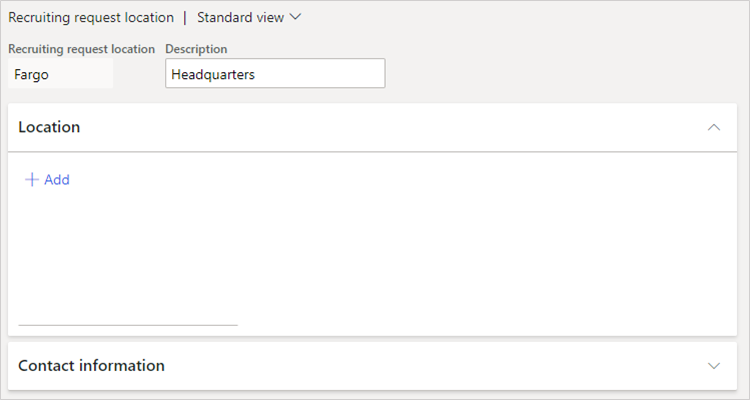 Recruiting request location | Standard view
Recruiting request location Description
Fargo Headquarters
Location
Add
Contact information